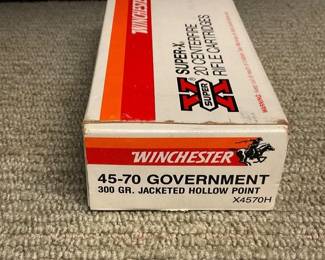 WINCHESTER
X
SUPER
SUPER-X®
20 CENTERFIRE
RIFLE CARTRIDGES
WINCHESTER
45-70 GOVERNMENT
300 GR. JACKETED HOLLOW POINT
X4570H